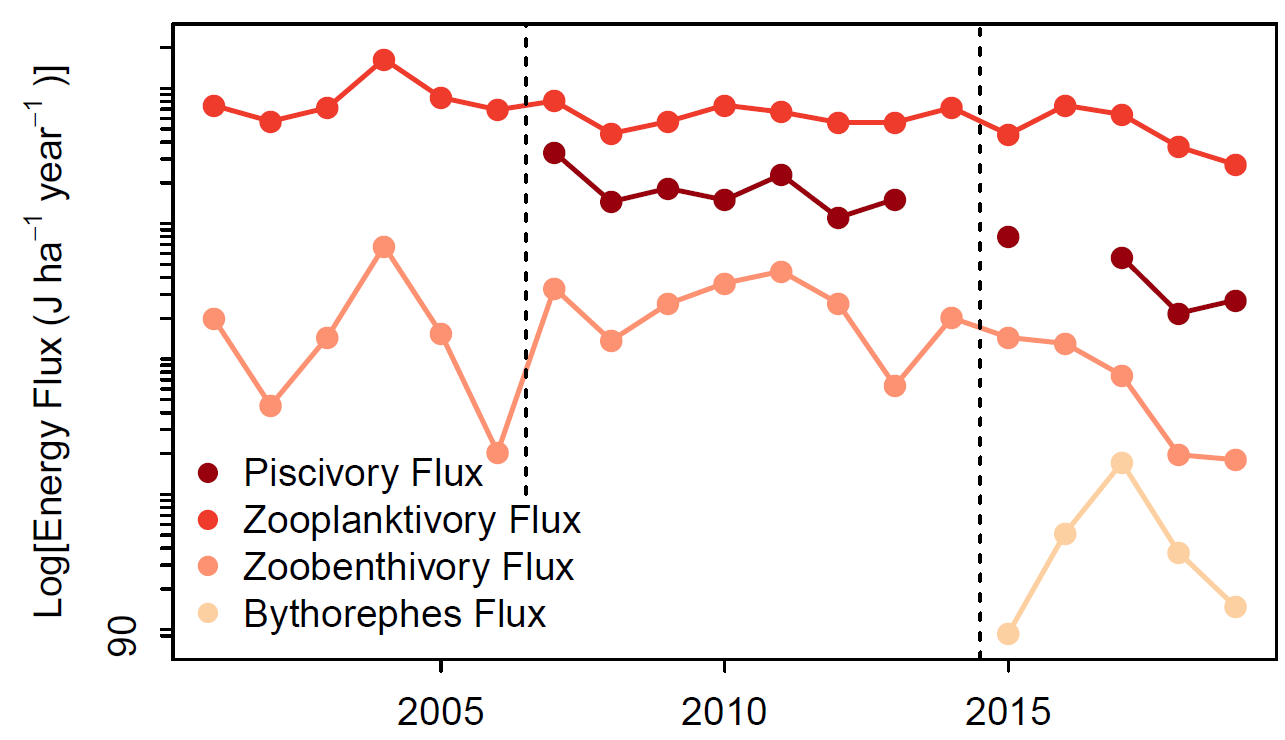 Log[Energy Flux (J ha⁻¹ year⁻¹ )]
90
Piscivory Flux
Zooplanktivory Flux
Zoobenthivory Flux
Bythorephes Flux
2005 2010 2015